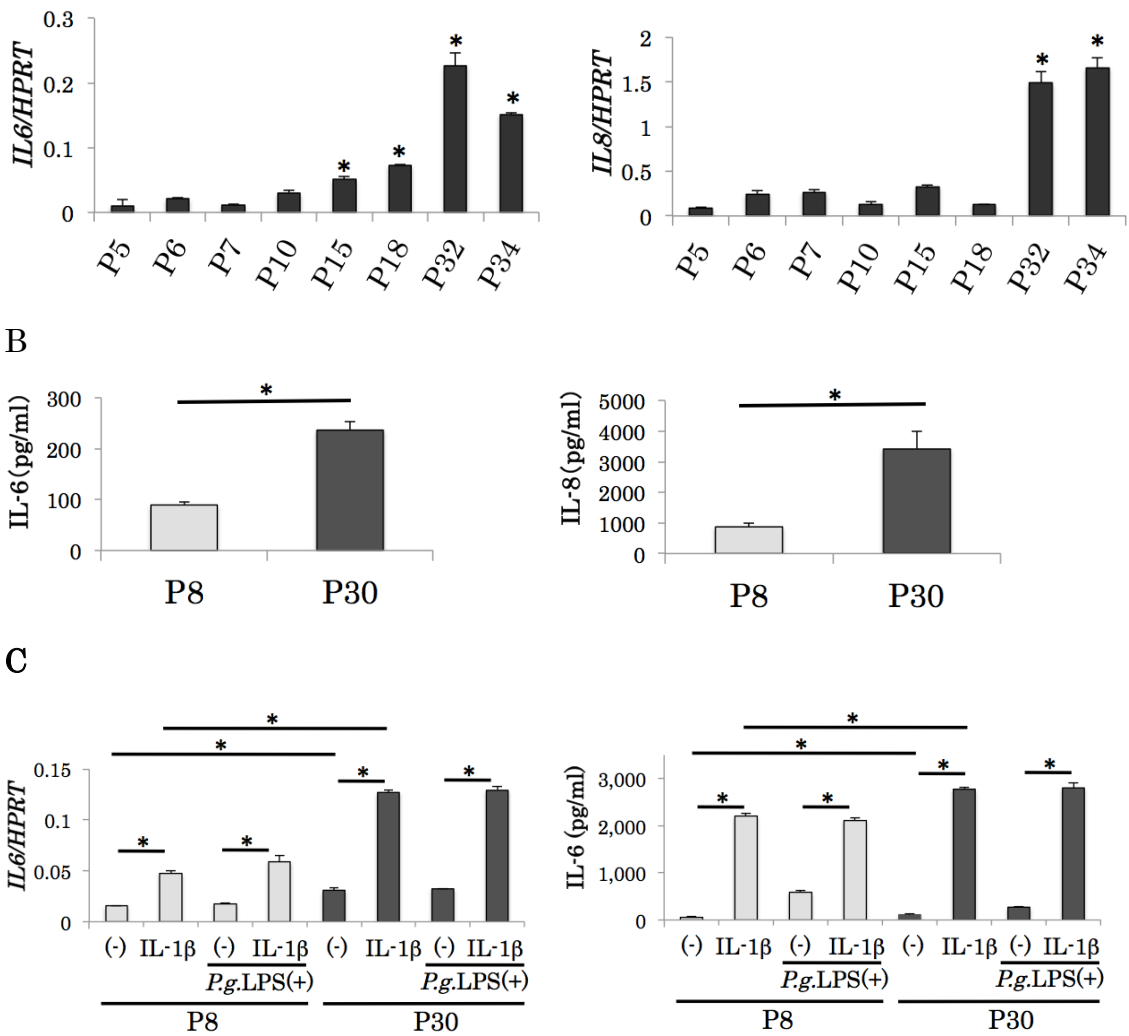 IL6/HPRT
0.3
0.2
0.1
0
*
*
*
*
P5
P6
P7
P10
P15
P18
P32
P34
IL8/HPRT
2
1.5
1
0.5
0
*
*
P5
P6
P7
P10
P15
P18
P32
P34
B
IL-6(pg/ml)
300
200
100
0
*
P8
P30
IL-8(pg/ml)
5000
4000
3000
2000
1000
0
*
P8
P30
C
IL6/HPRT
0.15
0.1
0.05
0
*
*
*
*
*
*
(-) IL-1β (-) IL-1β (-) IL-1β (-) IL-1β
P.g.LPS(+) P.g.LPS(+)
P8 P30
IL-6 (pg/ml)
3,000
2,000
1,000
0
*
*
*
*
*
*
(-) IL-1β (-) IL-1β (-) IL-1β (-) IL-1β
P.g.LPS(+) P.g.LPS(+)
P8 P30